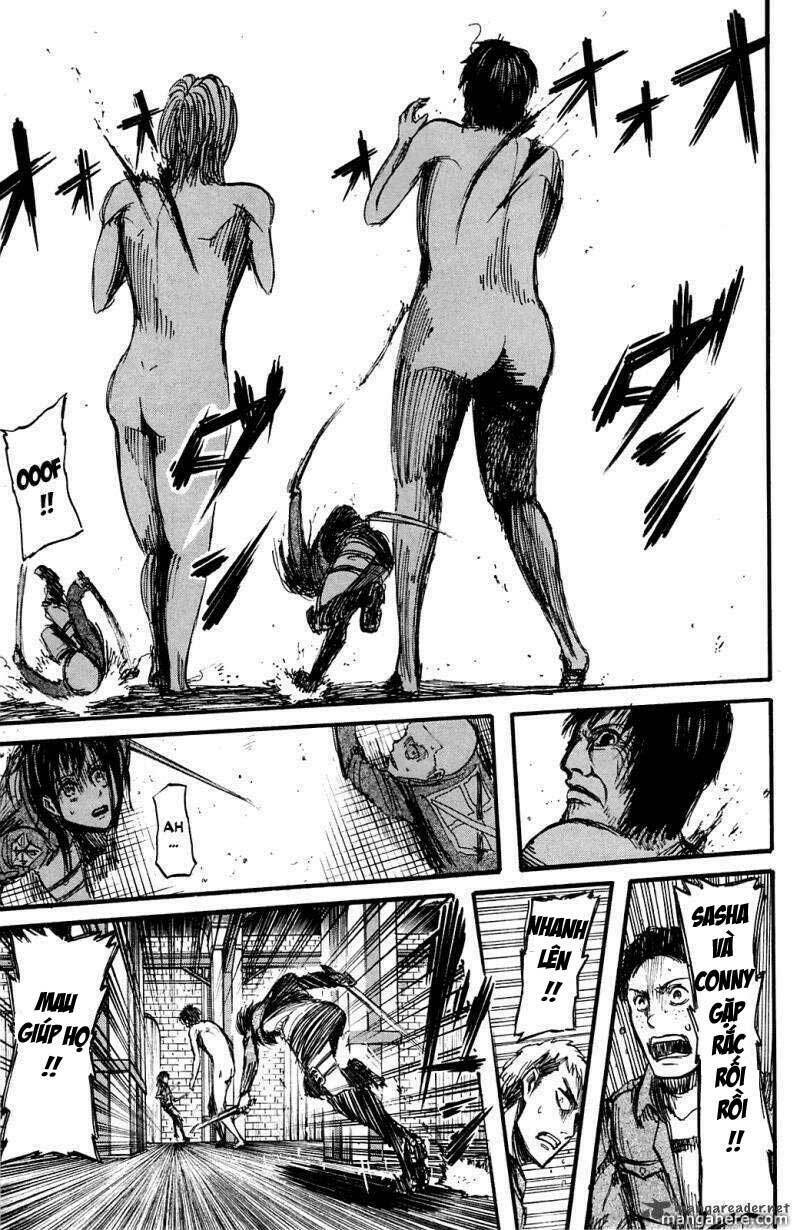 OOOF
!!
AH
...
SASHA
VÀ
CONNY
GẶP
RẮC
RỐI
RỒI
!!
NHANH
LÊN
!!
MAU
GIÚP HỌ
!!
mangareader.net
mangahere.com